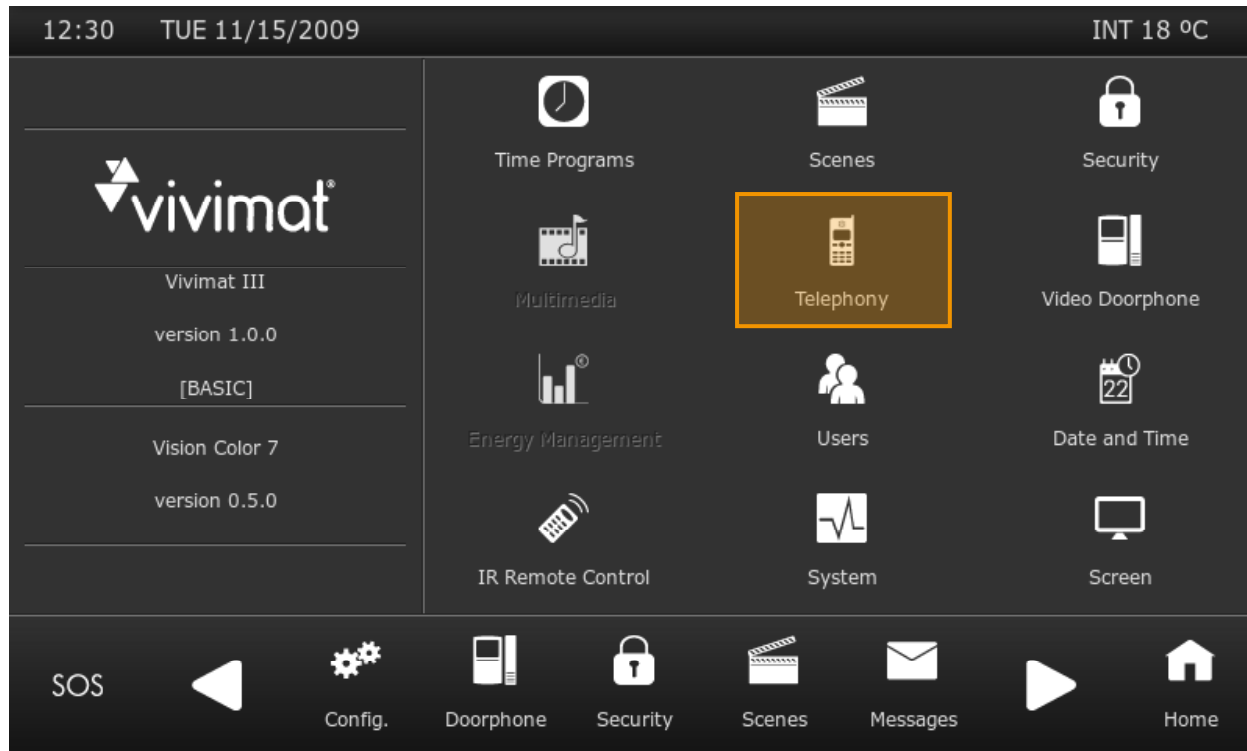 12:30 TUE 11/15/2009 INT 18 ºC
vivimat®
Vivimat III
version 1.0.0
[BASIC]
Vision Color 7
version 0.5.0
Time Programs Scenes Security
Multimedia Telephony Video Doorphone
€
22
Energy Management Users Date and Time
IR Remote Control System Screen
SOS
Config. Doorphone Security Scenes Messages Home